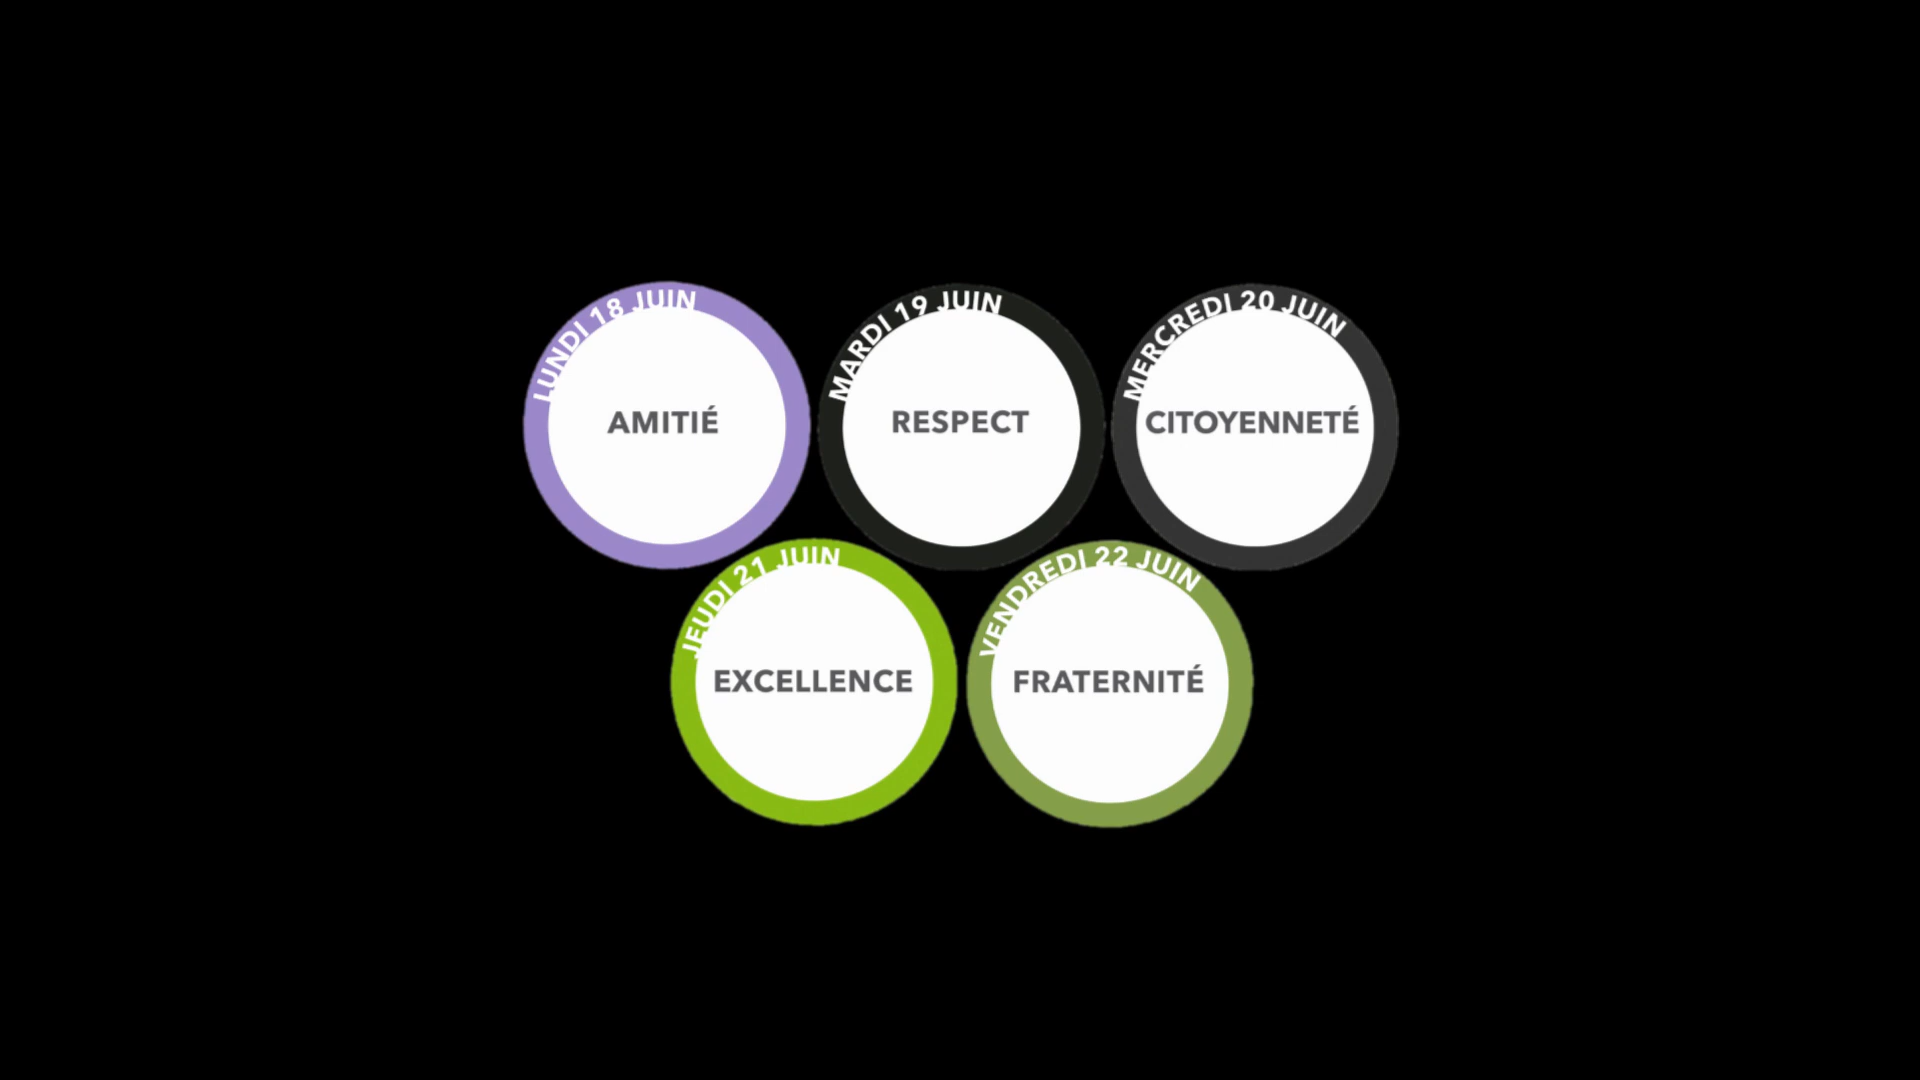 LUNDI 18 JUIN
AMITIÉ
MARDI 19 JUIN
RESPECT
MERCREDI 20 JUIN
CITOYENNETÉ
JEUDI 21 JUIN
EXCELLENCE
VENDREDI 22 JUIN
FRATERNITÉ